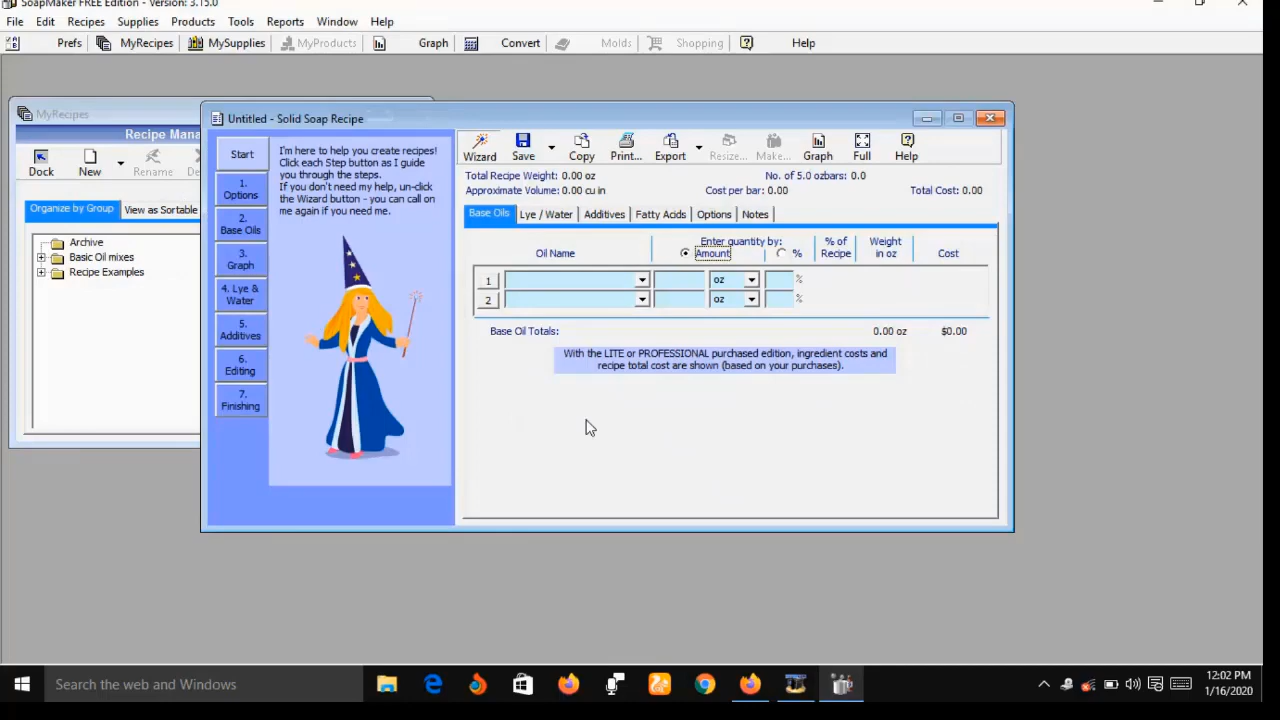 SoapMaker FREE Edition - Version: 3.15.0
File Edit Recipes Supplies Products Tools Reports Window Help
Prefs MyRecipes MySupplies MyProducts Graph Convert Molds Shopping Help
MyRecipes
Recipe Mana
Dock New Rename De
Organize by Group View as Sortable
Archive
Basic Oil mixes
Recipe Examples
Untitled - Solid Soap Recipe
Start
1. Options
2. Base Oils
3. Graph
4. Lye & Water
5. Additives
6. Editing
7. Finishing
I'm here to help you create recipes!
Click each Step button as I guide
you through the steps.
If you don't need my help, un-click
the Wizard button - you can call on
me again if you need me.
Wizard Save Copy Print... Export Resize... Make... Graph Full Help
Total Recipe Weight: 0.00 oz No. of 5.0 ozbars: 0.0
Approximate Volume: 0.00 cu in Cost per bar: 0.00 Total Cost: 0.00
Base Oils Lye / Water Additives Fatty Acids Options Notes
Enter quantity by:
Oil Name Amount % % of Recipe Weight in oz Cost
1 oz %
2 oz %
Base Oil Totals: 0.00 oz $0.00
With the LITE or PROFESSIONAL purchased edition, ingredient costs and
recipe total cost are shown (based on your purchases).
Search the web and Windows
12:02 PM
1/16/2020